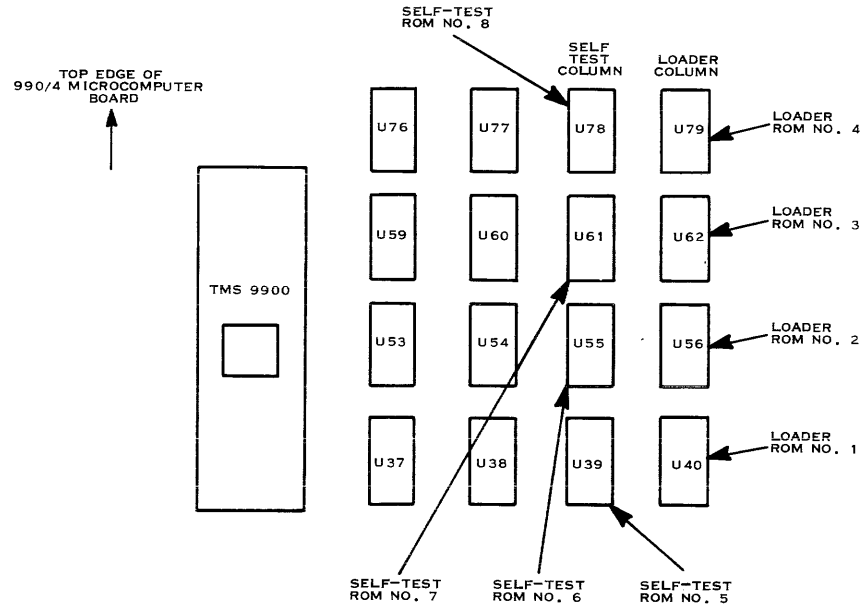 SELF-TEST
ROM NO. 8
SELF
TEST
COLUMN
LOADER
COLUMN
TOP EDGE OF
990/4 MICROCOMPUTER
BOARD
U76
U77
U78
U79
LOADER
ROM NO. 4
U59
U60
U61
U62
LOADER
ROM NO. 3
TMS 9900
U53
U54
U55
U56
LOADER
ROM NO. 2
U37
U38
U39
U40
LOADER
ROM NO. 1
SELF-TEST
ROM NO. 7
SELF-TEST
ROM NO. 6
SELF-TEST
ROM NO. 5